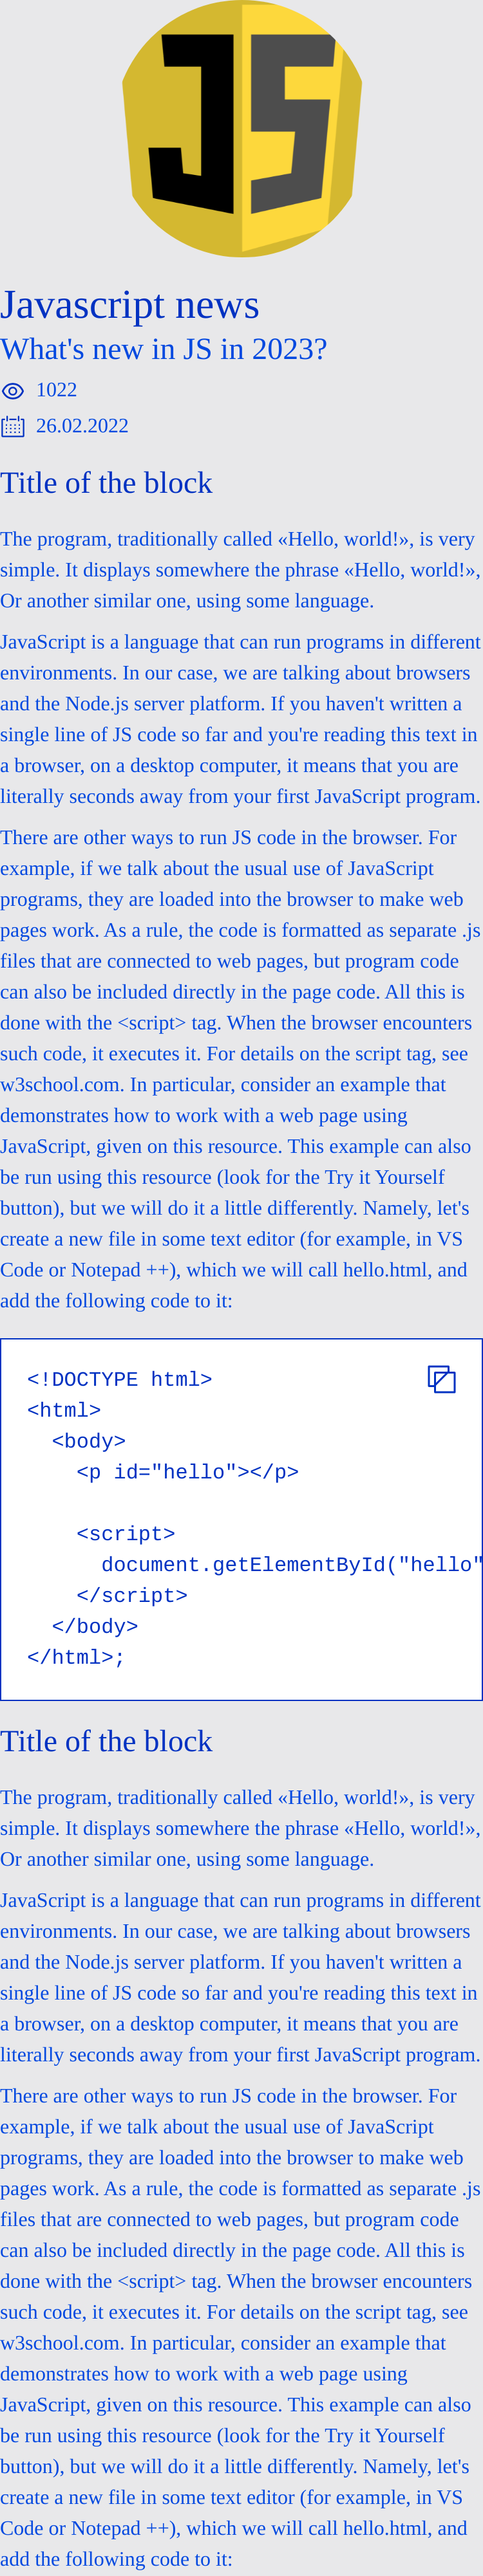 JS
Javascript news
What's new in JS in 2023?
1022
26.02.2022
Title of the block
The program, traditionally called «Hello, world!», is very
simple. It displays somewhere the phrase «Hello, world!»,
Or another similar one, using some language.
JavaScript is a language that can run programs in different
environments. In our case, we are talking about browsers
and the Node.js server platform. If you haven't written a
single line of JS code so far and you're reading this text in
a browser, on a desktop computer, it means that you are
literally seconds away from your first JavaScript program.
There are other ways to run JS code in the browser. For
example, if we talk about the usual use of JavaScript
programs, they are loaded into the browser to make web
pages work. As a rule, the code is formatted as separate .js
files that are connected to web pages, but program code
can also be included directly in the page code. All this is
done with the <script> tag. When the browser encounters
such code, it executes it. For details on the script tag, see
w3school.com. In particular, consider an example that
demonstrates how to work with a web page using
JavaScript, given on this resource. This example can also
be run using this resource (look for the Try it Yourself
button), but we will do it a little differently. Namely, let's
create a new file in some text editor (for example, in VS
Code or Notepad ++), which we will call hello.html, and
add the following code to it:
<!DOCTYPE html>
<html>
  <body>
    <p id="hello"></p>
    <script>
      document.getElementById("hello"
    </script>
  </body>
</html>;
Title of the block
The program, traditionally called «Hello, world!», is very
simple. It displays somewhere the phrase «Hello, world!»,
Or another similar one, using some language.
JavaScript is a language that can run programs in different
environments. In our case, we are talking about browsers
and the Node.js server platform. If you haven't written a
single line of JS code so far and you're reading this text in
a browser, on a desktop computer, it means that you are
literally seconds away from your first JavaScript program.
There are other ways to run JS code in the browser. For
example, if we talk about the usual use of JavaScript
programs, they are loaded into the browser to make web
pages work. As a rule, the code is formatted as separate .js
files that are connected to web pages, but program code
can also be included directly in the page code. All this is
done with the <script> tag. When the browser encounters
such code, it executes it. For details on the script tag, see
w3school.com. In particular, consider an example that
demonstrates how to work with a web page using
JavaScript, given on this resource. This example can also
be run using this resource (look for the Try it Yourself
button), but we will do it a little differently. Namely, let's
create a new file in some text editor (for example, in VS
Code or Notepad ++), which we will call hello.html, and
add the following code to it: